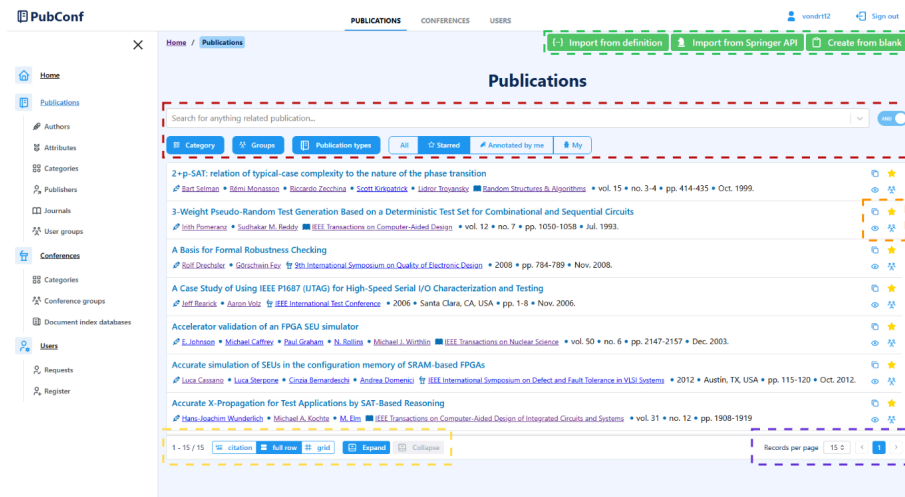 PubConf
PUBLICATIONS CONFERENCES USERS
vondrt12 Sign out
Home / Publications
{··} Import from definition Import from Springer API Create from blank
Home
Publications
Authors
Attributes
Categories
Publishers
Journals
User groups
Conferences
Categories
Conference groups
Document index databases
Users
Requests
Register
Publications
Search for anything related publication...
Category Groups Publication types All Starred Annotated by me My
2+p-SAT: relation of typical-case complexity to the nature of the phase transition
Bart Selman • Rémi Monasson • Riccardo Zecchina • Scott Kirkpatrick • Lidror Troyansky Random Structures & Algorithms • vol. 15 • no. 3-4 • pp. 414-435 • Oct. 1999.
3-Weight Pseudo-Random Test Generation Based on a Deterministic Test Set for Combinational and Sequential Circuits
Irith Pomeranz • Sudhakar M. Reddy IEEE Transactions on Computer-Aided Design • vol. 12 • no. 7 • pp. 1050-1058 • Jul. 1993.
A Basis for Formal Robustness Checking
Rolf Drechsler • Görschwin Fey 9th International Symposium on Quality of Electronic Design • 2008 • pp. 784-789 • Nov. 2008.
A Case Study of Using IEEE P1687 (IJTAG) for High-Speed Serial I/O Characterization and Testing
Jeff Rearick • Aaron Volz IEEE International Test Conference • 2006 • Santa Clara, CA, USA • pp. 1-8 • Nov. 2006.
Accelerator validation of an FPGA SEU simulator
E. Johnson • Michael Caffrey • Paul Graham • N. Rollins • Michael J. Wirthlin IEEE Transactions on Nuclear Science • vol. 50 • no. 6 • pp. 2147-2157 • Dec. 2003.
Accurate simulation of SEUs in the configuration memory of SRAM-based FPGAs
Luca Cassano • Luca Sterpone • Cinzia Bernardeschi • Andrea Domenici IEEE International Symposium on Defect and Fault Tolerance in VLSI Systems • 2012 • Austin, TX, USA • pp. 115-120 • Oct. 2012.
Accurate X-Propagation for Test Applications by SAT-Based Reasoning
Hans-Joachim Wunderlich • Michael A. Kochte • M. Elm IEEE Transactions on Computer-Aided Design of Integrated Circuits and Systems • vol. 31 • no. 12 • pp. 1908-1919
1 - 15 / 15 citation full row grid Expand Collapse
Records per page 15 < 1 >